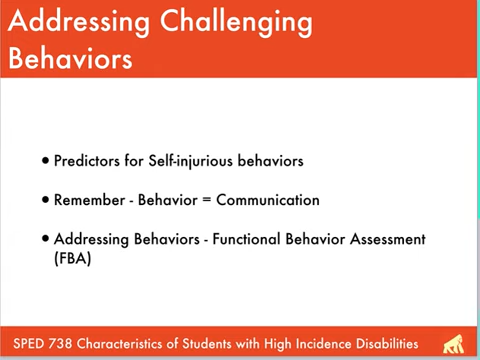 Addressing Challenging
Behaviors
• Predictors for Self-injurious behaviors
• Remember - Behavior = Communication
• Addressing Behaviors - Functional Behavior Assessment
(FBA)
SPED 738 Characteristics of Students with High Incidence Disabilities